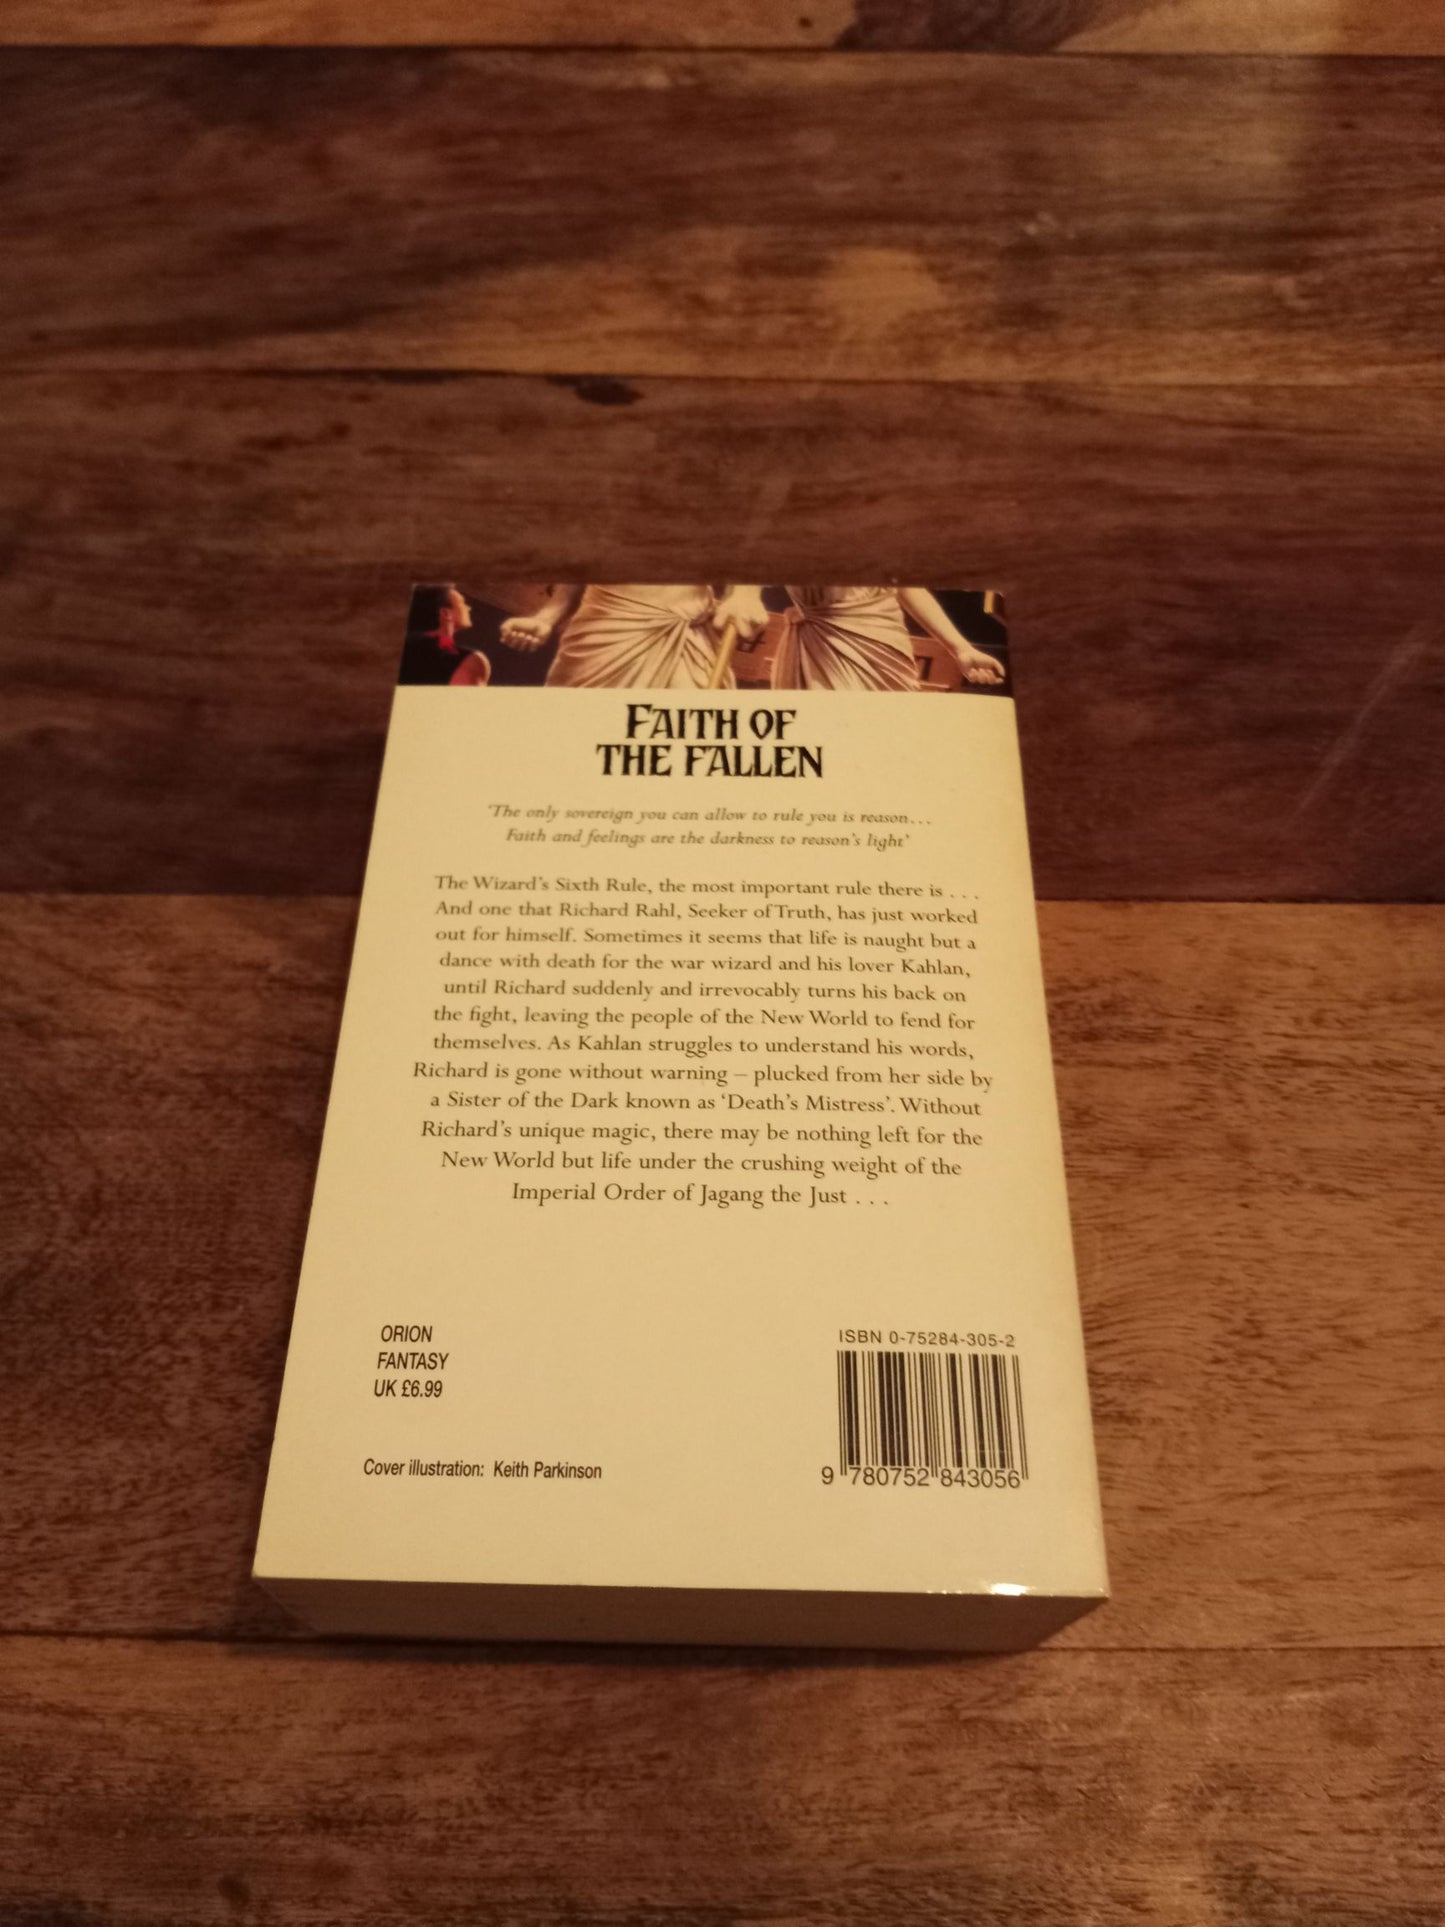 FAITH OF
THE FALLEN
'The only sovereign you can allow to rule you is reason...
Faith and feelings are the darkness to reason's light'
The Wizard's Sixth Rule, the most important rule there is . . .
And one that Richard Rahl, Seeker of Truth, has just worked
out for himself. Sometimes it seems that life is naught but a
dance with death for the war wizard and his lover Kahlan,
until Richard suddenly and irrevocably turns his back on
the fight, leaving the people of the New World to fend for
themselves. As Kahlan struggles to understand his words,
Richard is gone without warning – plucked from her side by
a Sister of the Dark known as 'Death's Mistress'. Without
Richard's unique magic, there may be nothing left for the
New World but life under the crushing weight of the
Imperial Order of Jagang the Just . . .
ORION
FANTASY
UK £6.99
Cover illustration: Keith Parkinson
ISBN 0-75284-305-2
9 780752 843056